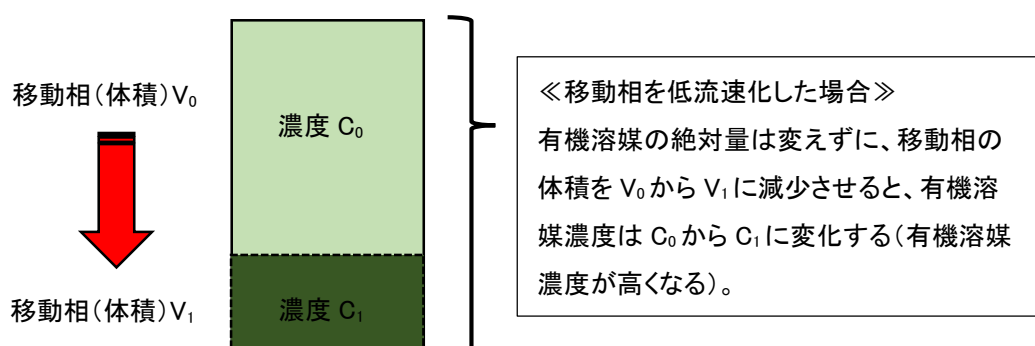 移動相(体積)V₀
濃度 C₀
移動相(体積)V₁
濃度 C₁
≪移動相を低流速化した場合≫
有機溶媒の絶対量は変えずに、移動相の
体積を V₀から V₁に減少させると、有機溶
媒濃度は C₀から C₁に変化する(有機溶媒
濃度が高くなる)。